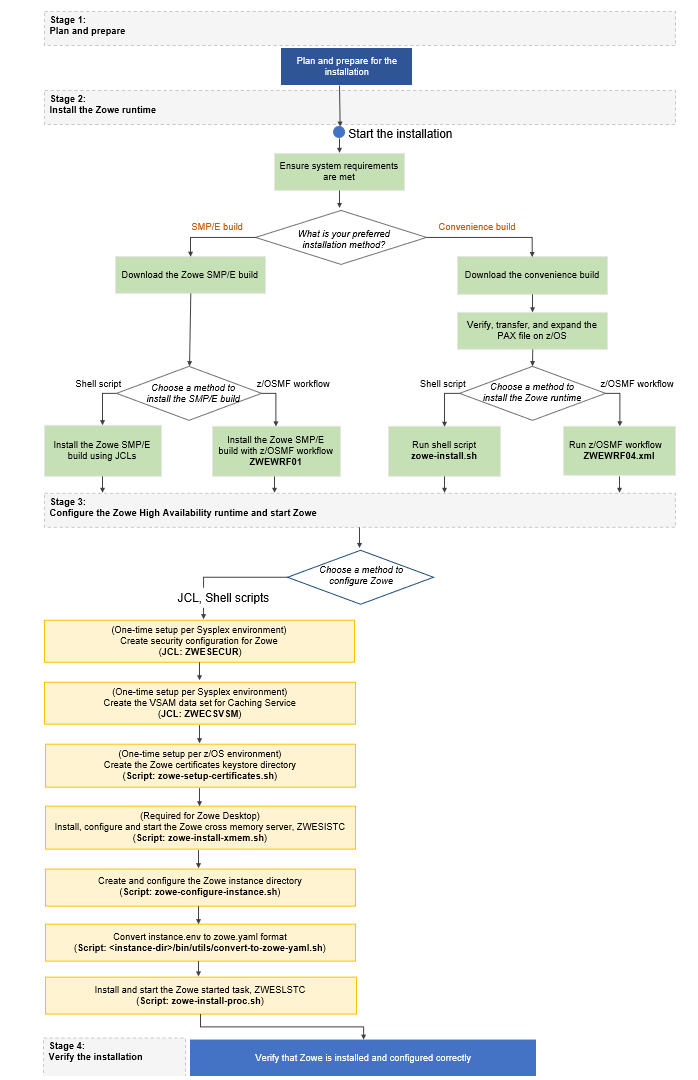 Stage 1:
Plan and prepare
Plan and prepare for the
installation
Stage 2:
Install the Zowe runtime
Start the installation
Ensure system requirements
are met
What is your preferred
installation method?
SMP/E build
Convenience build
Download the Zowe SMP/E build
Download the convenience build
Verify, transfer, and expand the
PAX file on z/OS
Shell script
Choose a method to
install the SMP/E build
z/OSMF workflow
Shell script
Choose a method to
install the Zowe runtime
z/OSMF workflow
Install the Zowe SMP/E
build using JCLs
Install the Zowe SMP/E
build with z/OSMF workflow
ZWEWRF01
Run shell script
zowe-install.sh
Run z/OSMF workflow
ZWEWRF04.xml
Stage 3:
Configure the Zowe High Availability runtime and start Zowe
Choose a method to
configure Zowe
JCL, Shell scripts
(One-time setup per Sysplex environment)
Create security configuration for Zowe
(JCL: ZWESECUR)
(One-time setup per Sysplex environment)
Create the VSAM data set for Caching Service
(JCL: ZWECSVSM)
(One-time setup per z/OS environment)
Create the Zowe certificates keystore directory
(Script: zowe-setup-certificates.sh)
(Required for Zowe Desktop)
Install, configure and start the Zowe cross memory server, ZWESISTC
(Script: zowe-install-xmem.sh)
Create and configure the Zowe instance directory
(Script: zowe-configure-instance.sh)
Convert instance.env to zowe.yaml format
(Script: <instance-dir>/bin/utils/convert-to-zowe-yaml.sh)
Install and start the Zowe started task, ZWESLSTC
(Script: zowe-install-proc.sh)
Stage 4:
Verify the installation
Verify that Zowe is installed and configured correctly